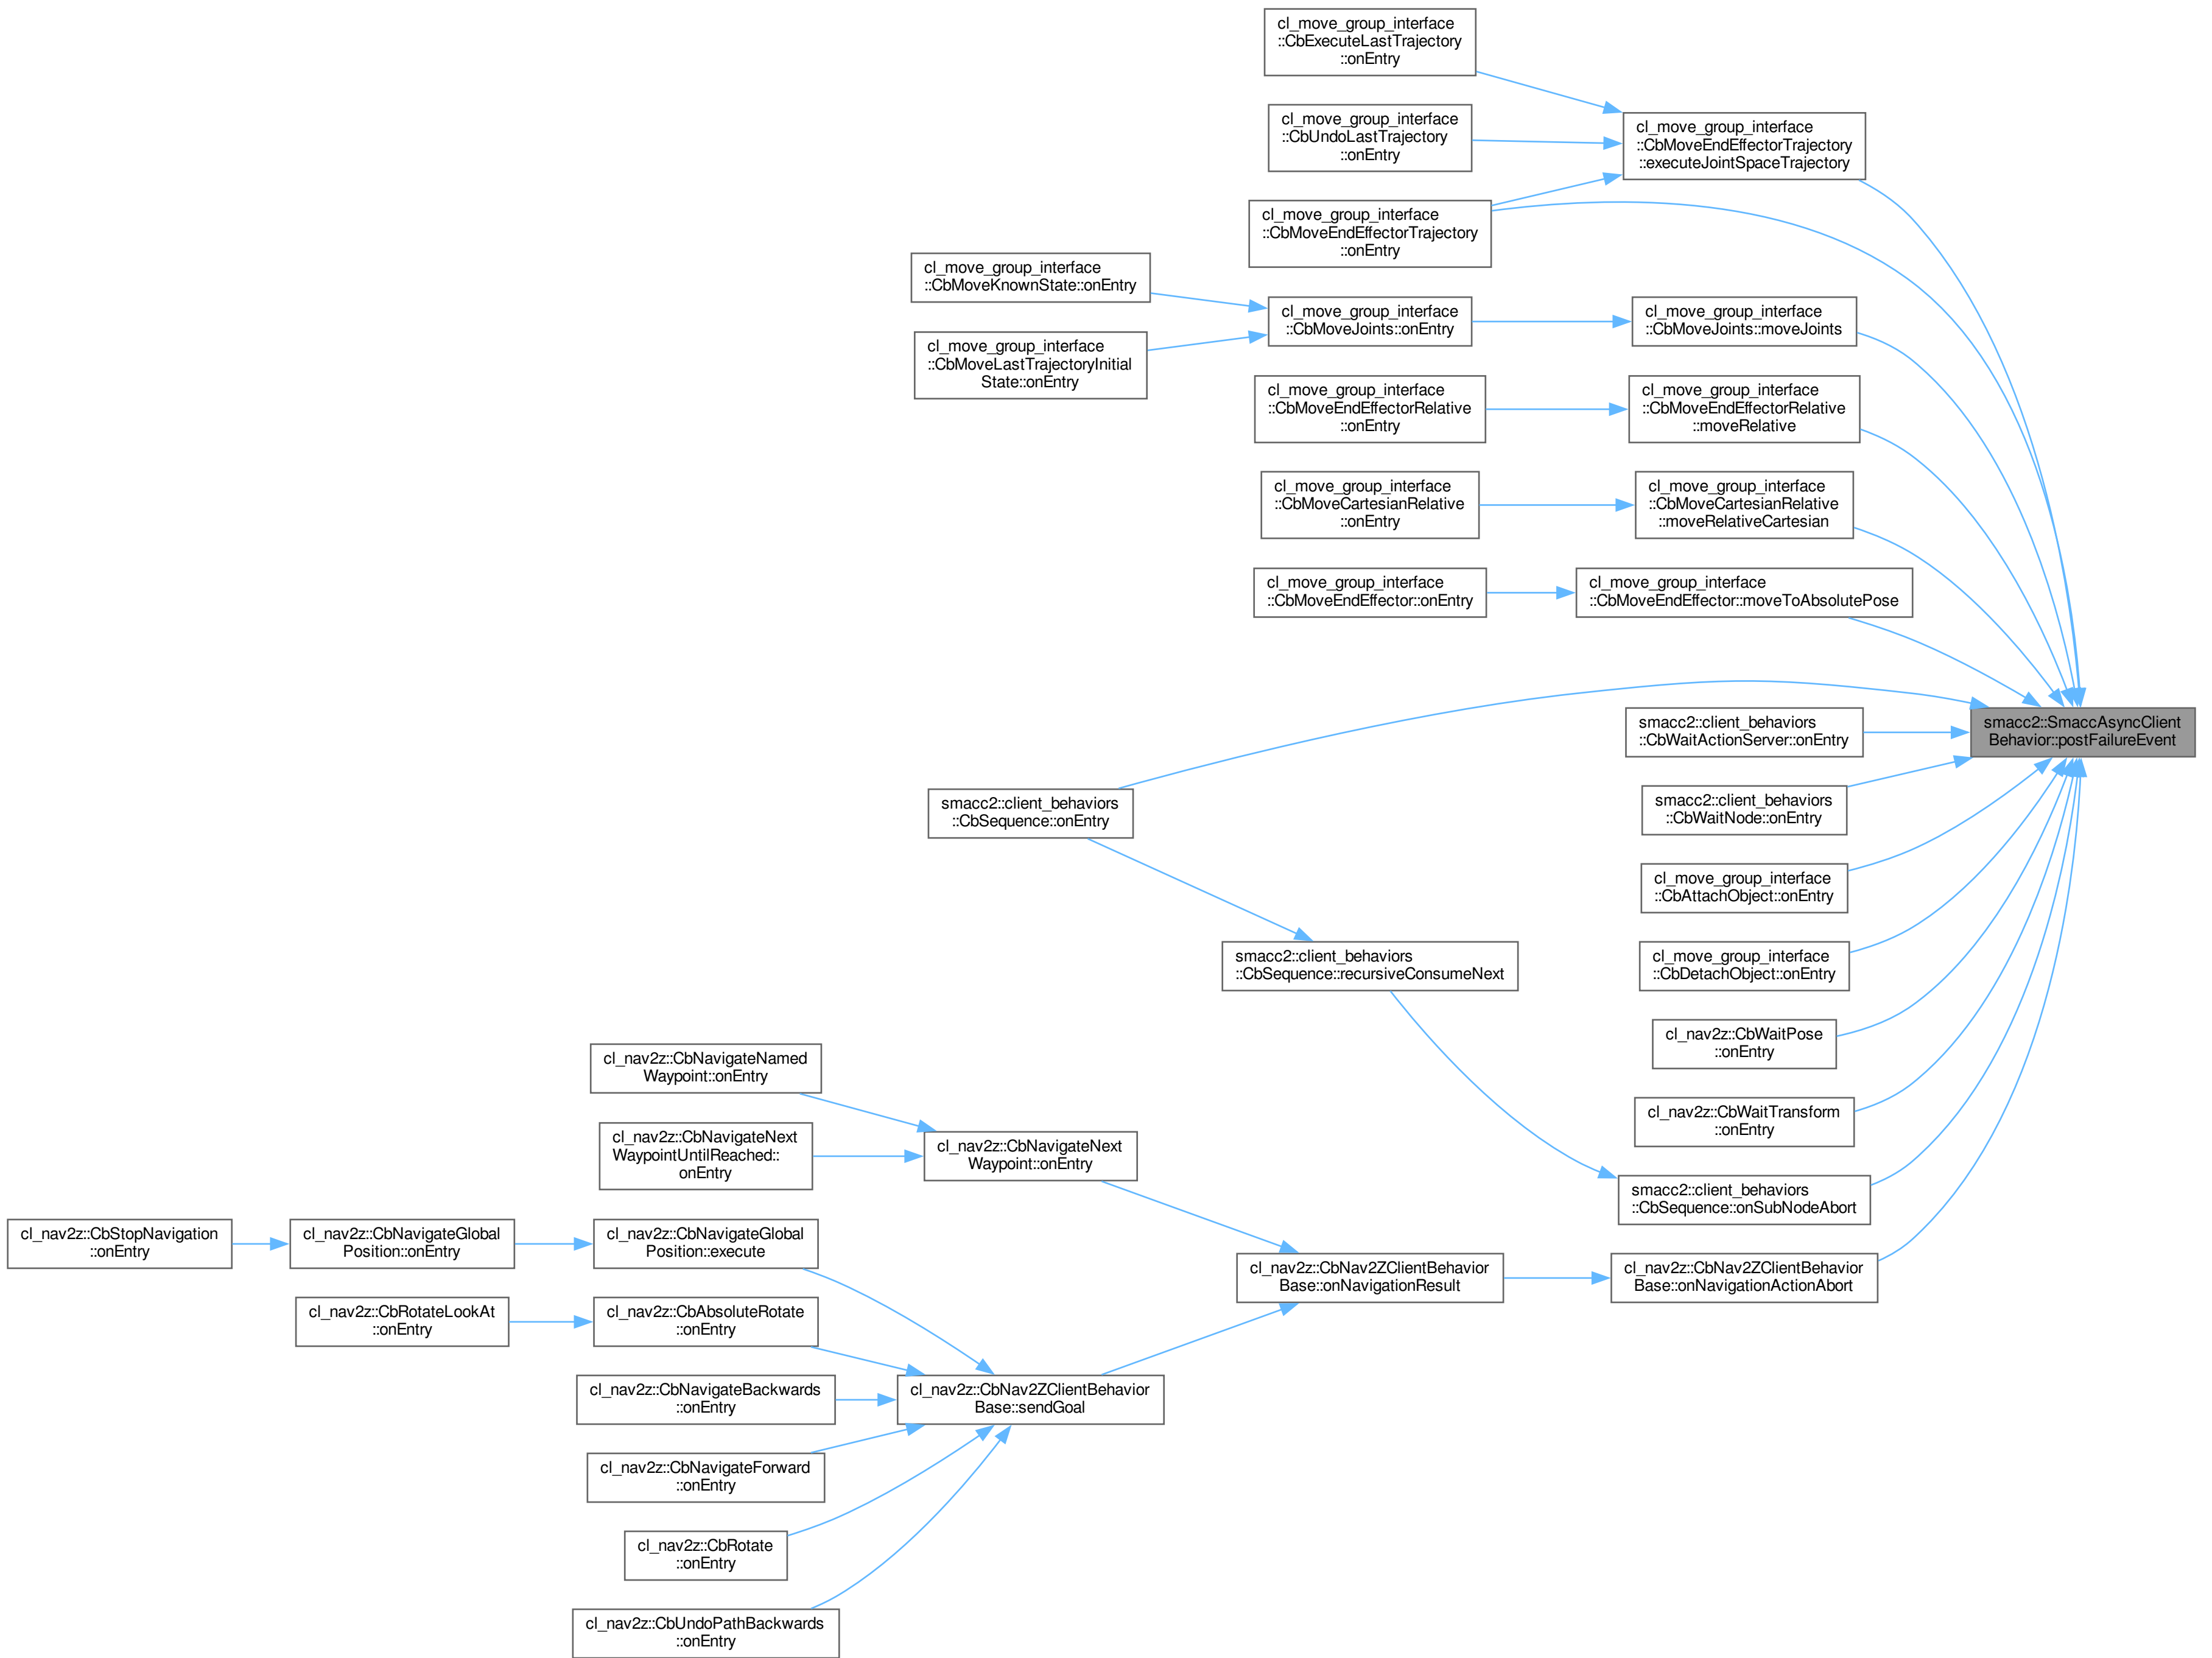 cl_move_group_interface
::CbExecuteLastTrajectory
::onEntry
cl_move_group_interface
::CbUndoLastTrajectory
::onEntry
cl_move_group_interface
::CbMoveEndEffectorTrajectory
::executeJointSpaceTrajectory
cl_move_group_interface
::CbMoveEndEffectorTrajectory
::onEntry
cl_move_group_interface
::CbMoveKnownState::onEntry
cl_move_group_interface
::CbMoveJoints::onEntry
cl_move_group_interface
::CbMoveJoints::moveJoints
cl_move_group_interface
::CbMoveLastTrajectoryInitial
State::onEntry
cl_move_group_interface
::CbMoveEndEffectorRelative
::onEntry
cl_move_group_interface
::CbMoveEndEffectorRelative
::moveRelative
cl_move_group_interface
::CbMoveCartesianRelative
::onEntry
cl_move_group_interface
::CbMoveCartesianRelative
::moveRelativeCartesian
cl_move_group_interface
::CbMoveEndEffector::onEntry
cl_move_group_interface
::CbMoveEndEffector::moveToAbsolutePose
smacc2::SmaccAsyncClient
Behavior::postFailureEvent
smacc2::client_behaviors
::CbWaitActionServer::onEntry
smacc2::client_behaviors
::CbSequence::onEntry
smacc2::client_behaviors
::CbWaitNode::onEntry
cl_move_group_interface
::CbAttachObject::onEntry
smacc2::client_behaviors
::CbSequence::recursiveConsumeNext
cl_move_group_interface
::CbDetachObject::onEntry
cl_nav2z::CbWaitPose
::onEntry
cl_nav2z::CbNavigateNamed
Waypoint::onEntry
cl_nav2z::CbWaitTransform
::onEntry
cl_nav2z::CbNavigateNext
WaypointUntilReached::
onEntry
cl_nav2z::CbNavigateNext
Waypoint::onEntry
smacc2::client_behaviors
::CbSequence::onSubNodeAbort
cl_nav2z::CbStopNavigation
::onEntry
cl_nav2z::CbNavigateGlobal
Position::onEntry
cl_nav2z::CbNavigateGlobal
Position::execute
cl_nav2z::CbNav2ZClientBehavior
Base::onNavigationResult
cl_nav2z::CbNav2ZClientBehavior
Base::onNavigationActionAbort
cl_nav2z::CbRotateLookAt
::onEntry
cl_nav2z::CbAbsoluteRotate
::onEntry
cl_nav2z::CbNavigateBackwards
::onEntry
cl_nav2z::CbNav2ZClientBehavior
Base::sendGoal
cl_nav2z::CbNavigateForward
::onEntry
cl_nav2z::CbRotate
::onEntry
cl_nav2z::CbUndoPathBackwards
::onEntry